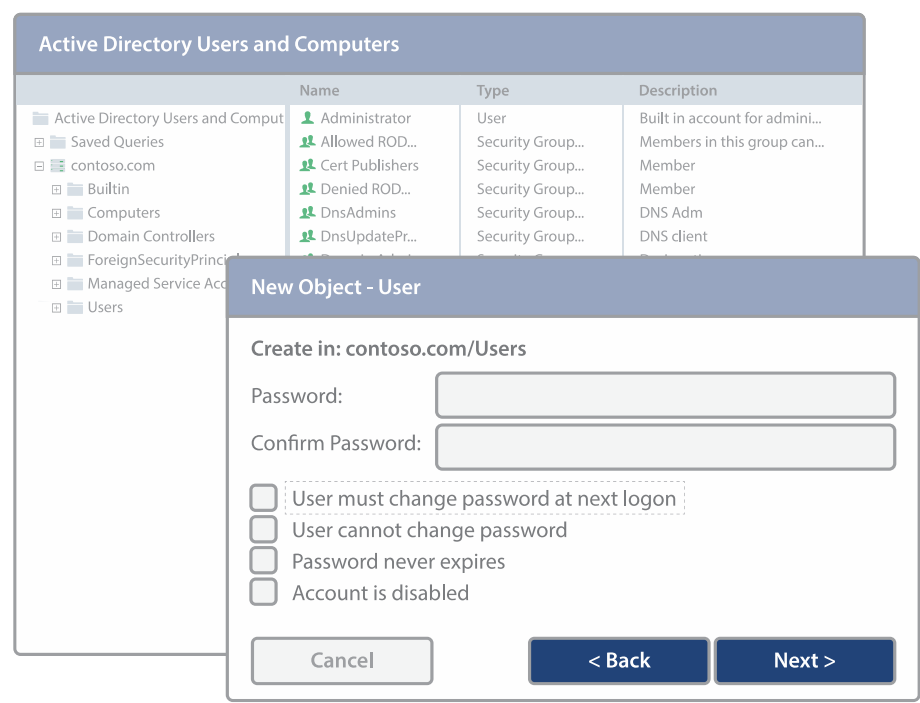 Active Directory Users and Computers
Name Type Description
Active Directory Users and Comput Administrator User Built in account for admini...
Saved Queries Allowed ROD... Security Group... Members in this group can...
contoso.com Cert Publishers Security Group... Member
Builtin Denied ROD... Security Group... Member
Computers DnsAdmins Security Group... DNS Adm
Domain Controllers DnsUpdatePr... Security Group... DNS client
ForeignSecurityPrincip
Managed Service Acc
Users
New Object - User
Create in: contoso.com/Users
Password:
Confirm Password:
User must change password at next logon
User cannot change password
Password never expires
Account is disabled
Cancel < Back Next >